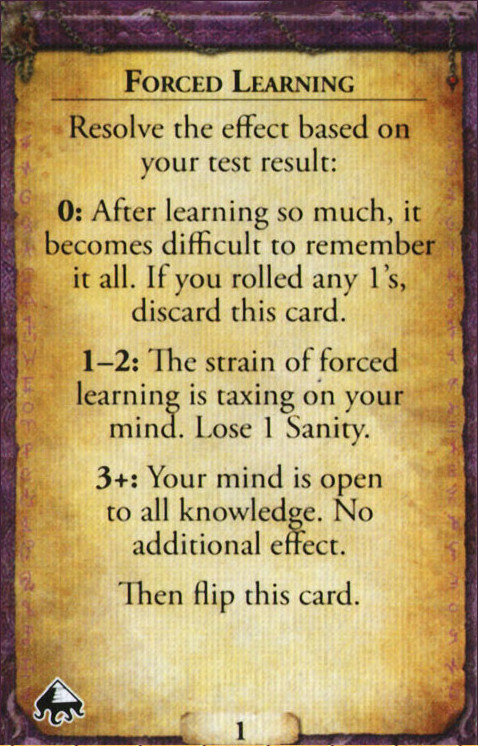 FORCED LEARNING
Resolve the effect based on
your test result:
0: After learning so much, it
becomes difficult to remember
it all. If you rolled any 1's,
discard this card.
1–2: The strain of forced
learning is taxing on your
mind. Lose 1 Sanity.
3+: Your mind is open
to all knowledge. No
additional effect.
Then flip this card.
1